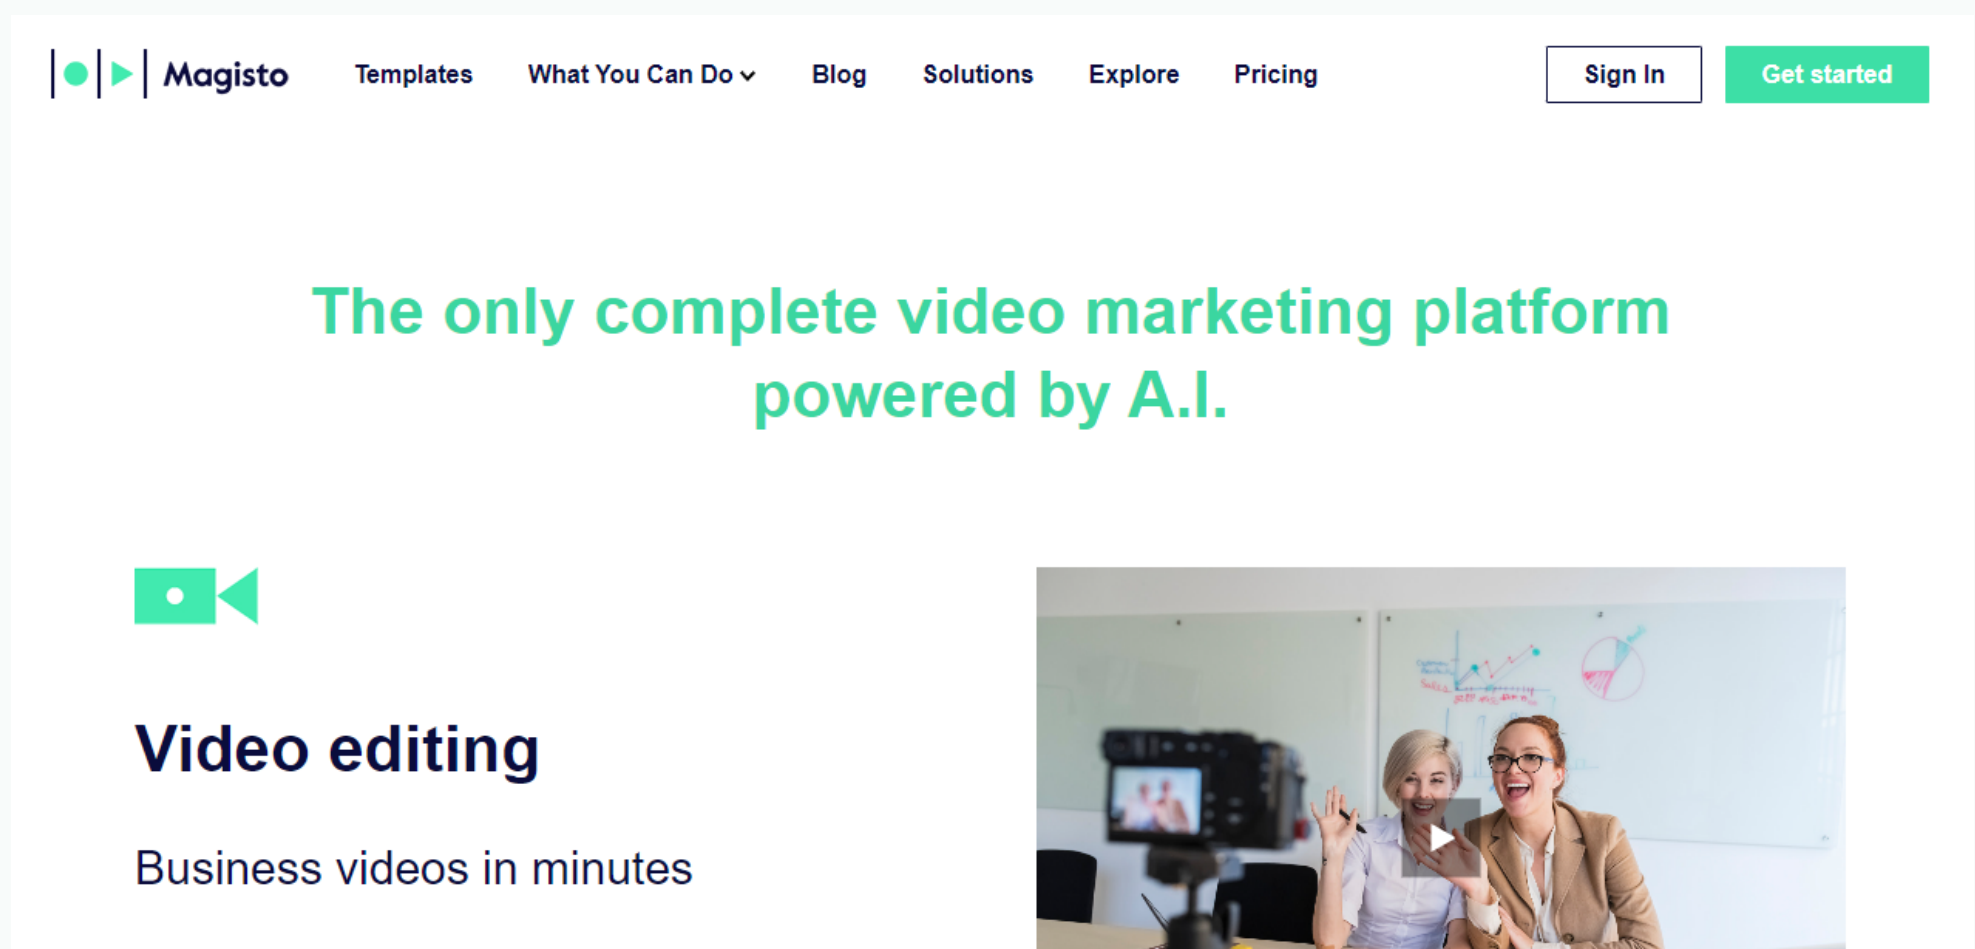 Magisto
Templates
What You Can Do
Blog
Solutions
Explore
Pricing
Sign In
Get started
The only complete video marketing platform
powered by A.I.
Video editing
Business videos in minutes
Sales